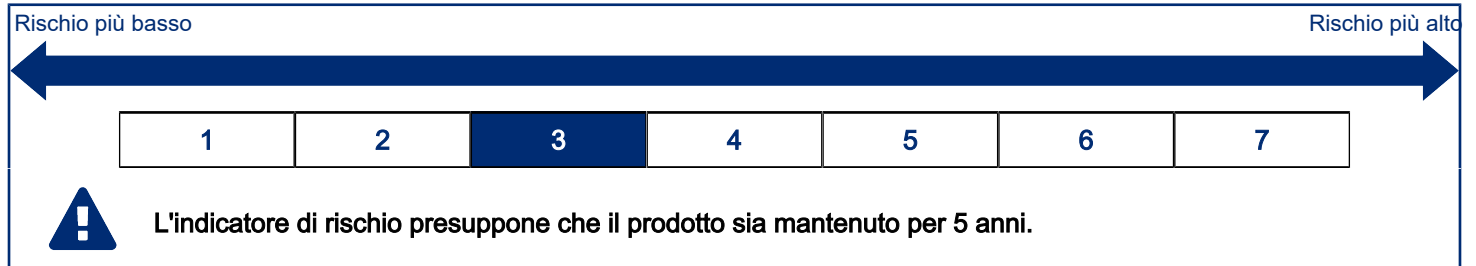 Rischio più basso Rischio più alto
1 2 3 4 5 6 7
L'indicatore di rischio presuppone che il prodotto sia mantenuto per 5 anni.